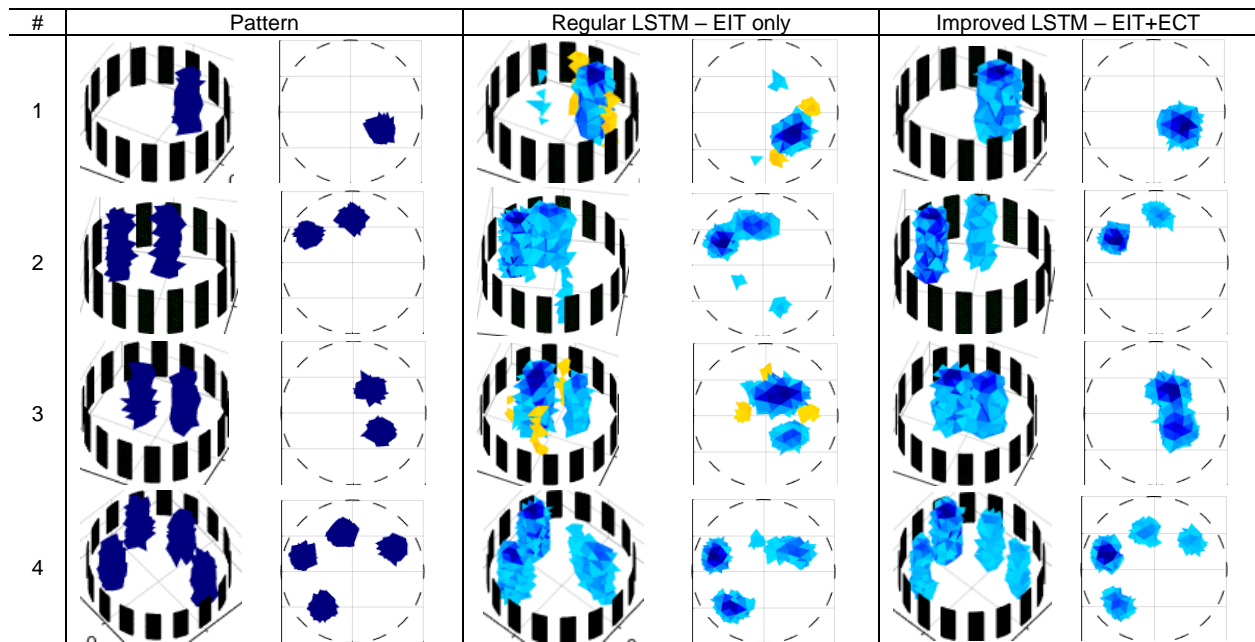 # Pattern Regular LSTM – EIT only Improved LSTM – EIT+ECT
1
2
3
4